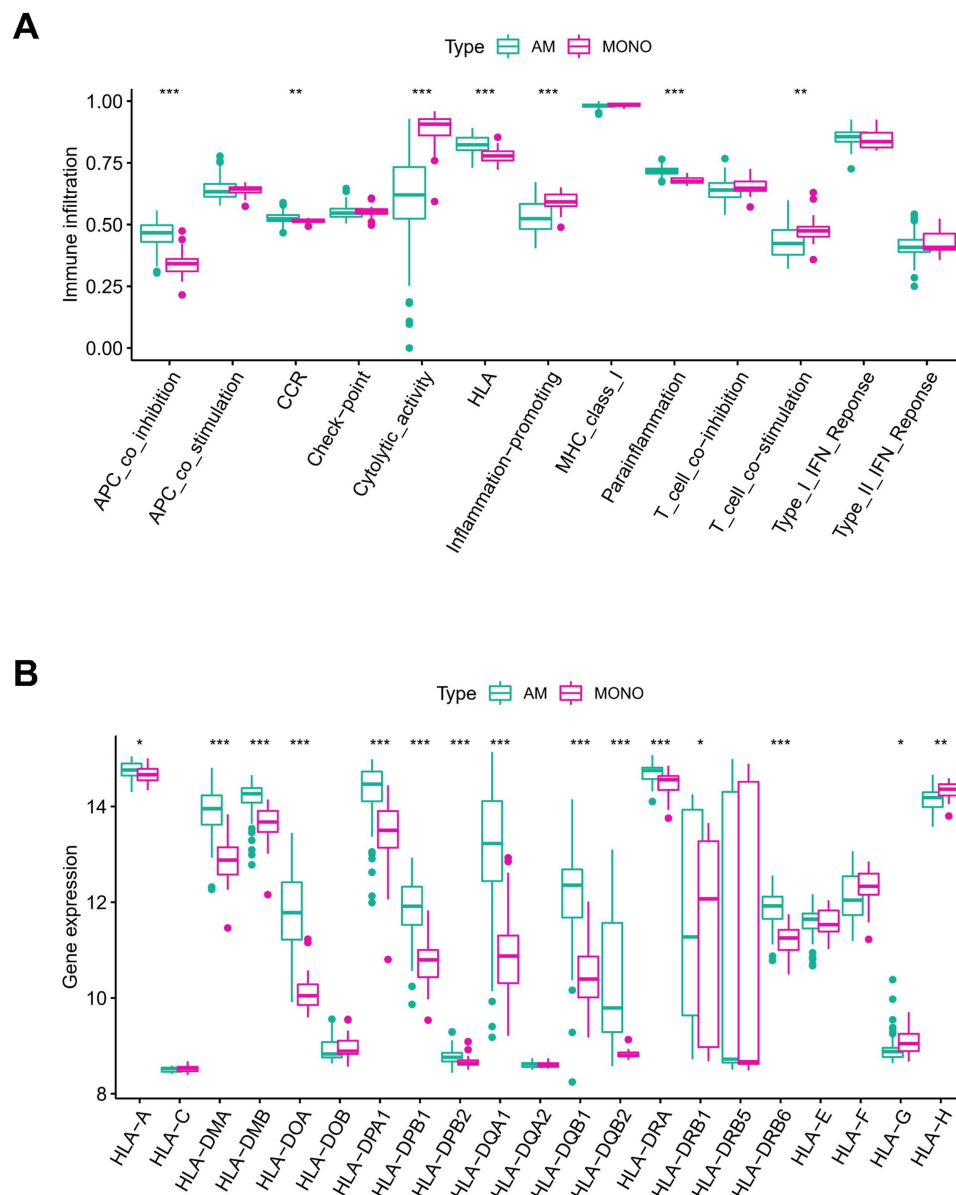 A
Type AM MONO
*** ** *** *** *** *** **
Immune infiltration
1.00
0.75
0.50
0.25
0.00
APC_co_inhibition
APC_co_stimulation
CCR
Check-point
Cytolytic_activity
HLA
Inflammation-promoting
MHC_class_I
Parainflammation
T_cell_co-inhibition
T_cell_co-stimulation
Type_I_IFN_Reponse
Type_II_IFN_Reponse
B
Type AM MONO
* *** *** *** *** *** *** *** *** *** *** * *** * **
Gene expression
14
12
10
8
HLA-A
HLA-C
HLA-DMA
HLA-DMB
HLA-DOA
HLA-DOB
HLA-DPA1
HLA-DPB1
HLA-DPB2
HLA-DQA1
HLA-DQA2
HLA-DQB1
HLA-DQB2
HLA-DRA
HLA-DRB1
HLA-DRB5
HLA-DRB6
HLA-E
HLA-F
HLA-G
HLA-H